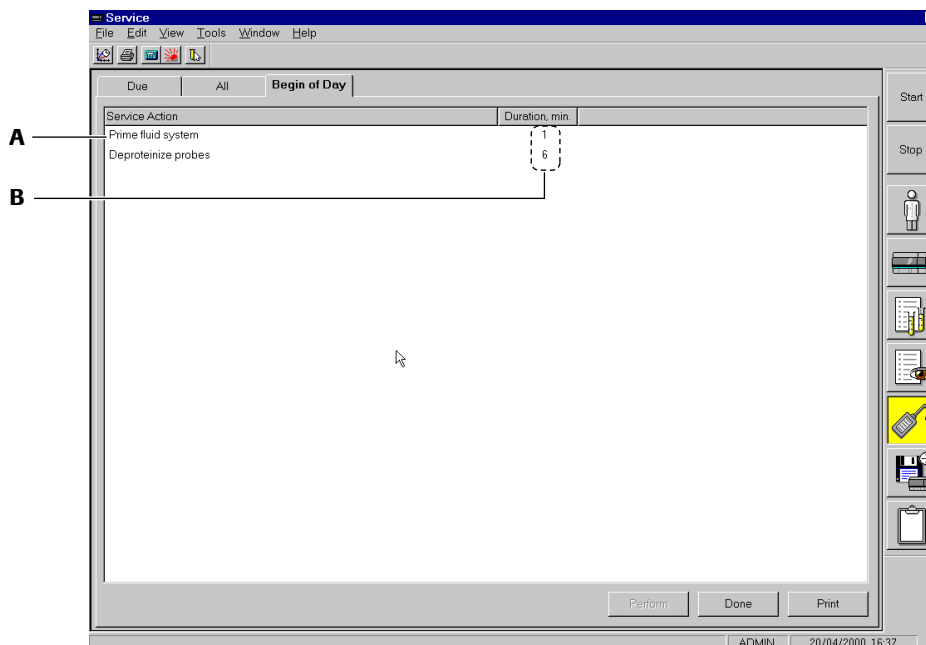 Service
File Edit View Tools Window Help
Due All Begin of Day
Start
Service Action Duration, min.
A
Prime fluid system 1
Stop
Deproteinize probes 6
B
Perform Done Print
ADMIN 20/04/2000 16:37